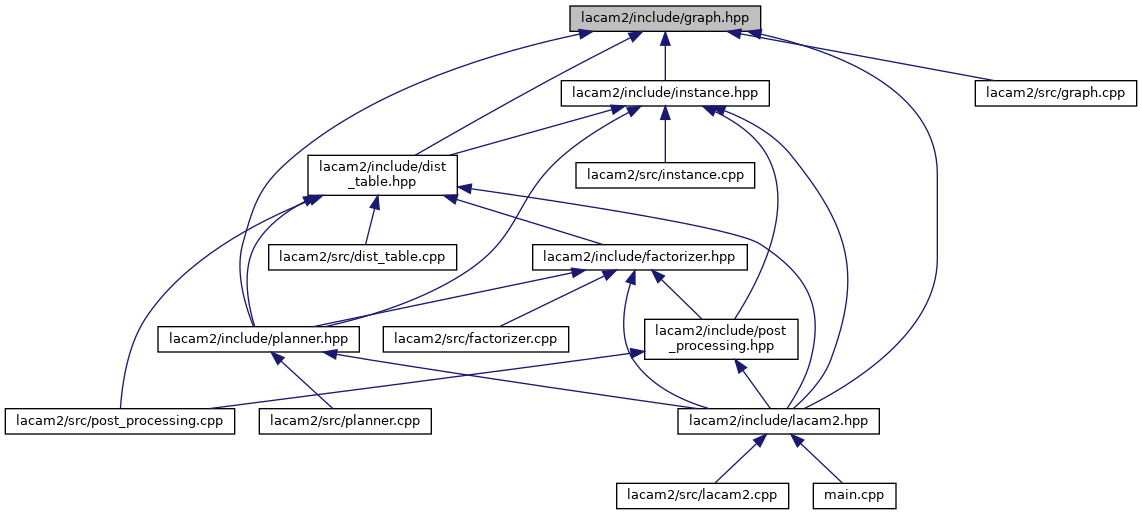 lacam2/include/graph.hpp
lacam2/include/instance.hpp
lacam2/src/graph.cpp
lacam2/include/dist
_table.hpp
lacam2/src/instance.cpp
lacam2/src/dist_table.cpp
lacam2/include/factorizer.hpp
lacam2/include/planner.hpp
lacam2/src/factorizer.cpp
lacam2/include/post
_processing.hpp
lacam2/src/post_processing.cpp
lacam2/src/planner.cpp
lacam2/include/lacam2.hpp
lacam2/src/lacam2.cpp
main.cpp